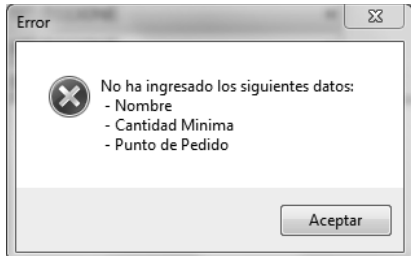 Error
No ha ingresado los siguientes datos:
- Nombre
- Cantidad Minima
- Punto de Pedido
Aceptar